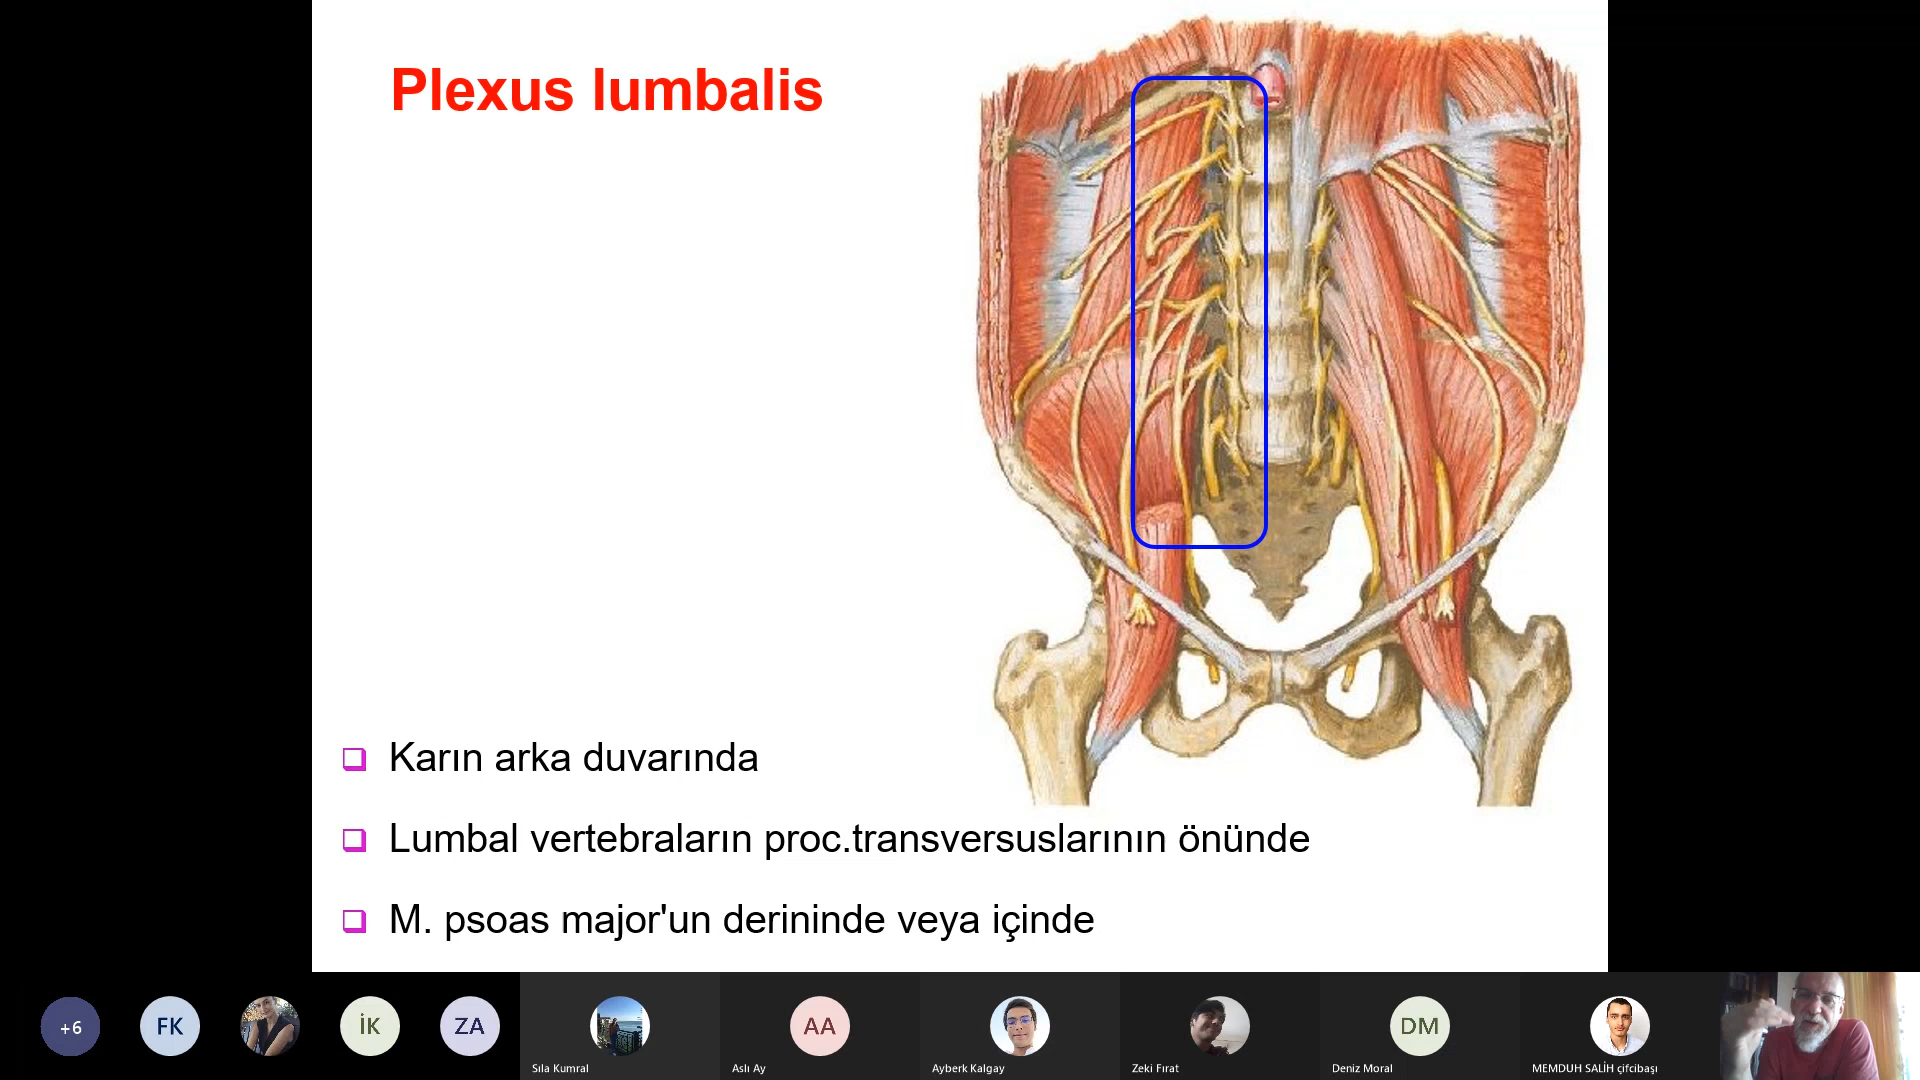 Plexus lumbalis
Karın arka duvarında
Lumbal vertebraların proc.transversuslarının önünde
M. psoas major'un derininde veya içinde
+6
FK
İK
ZA
AA
DM
Sıla Kumral
Aslı Ay
Ayberk Kalgay
Zeki Fırat
Deniz Moral
MEMDUH SALİH çifcibaşı